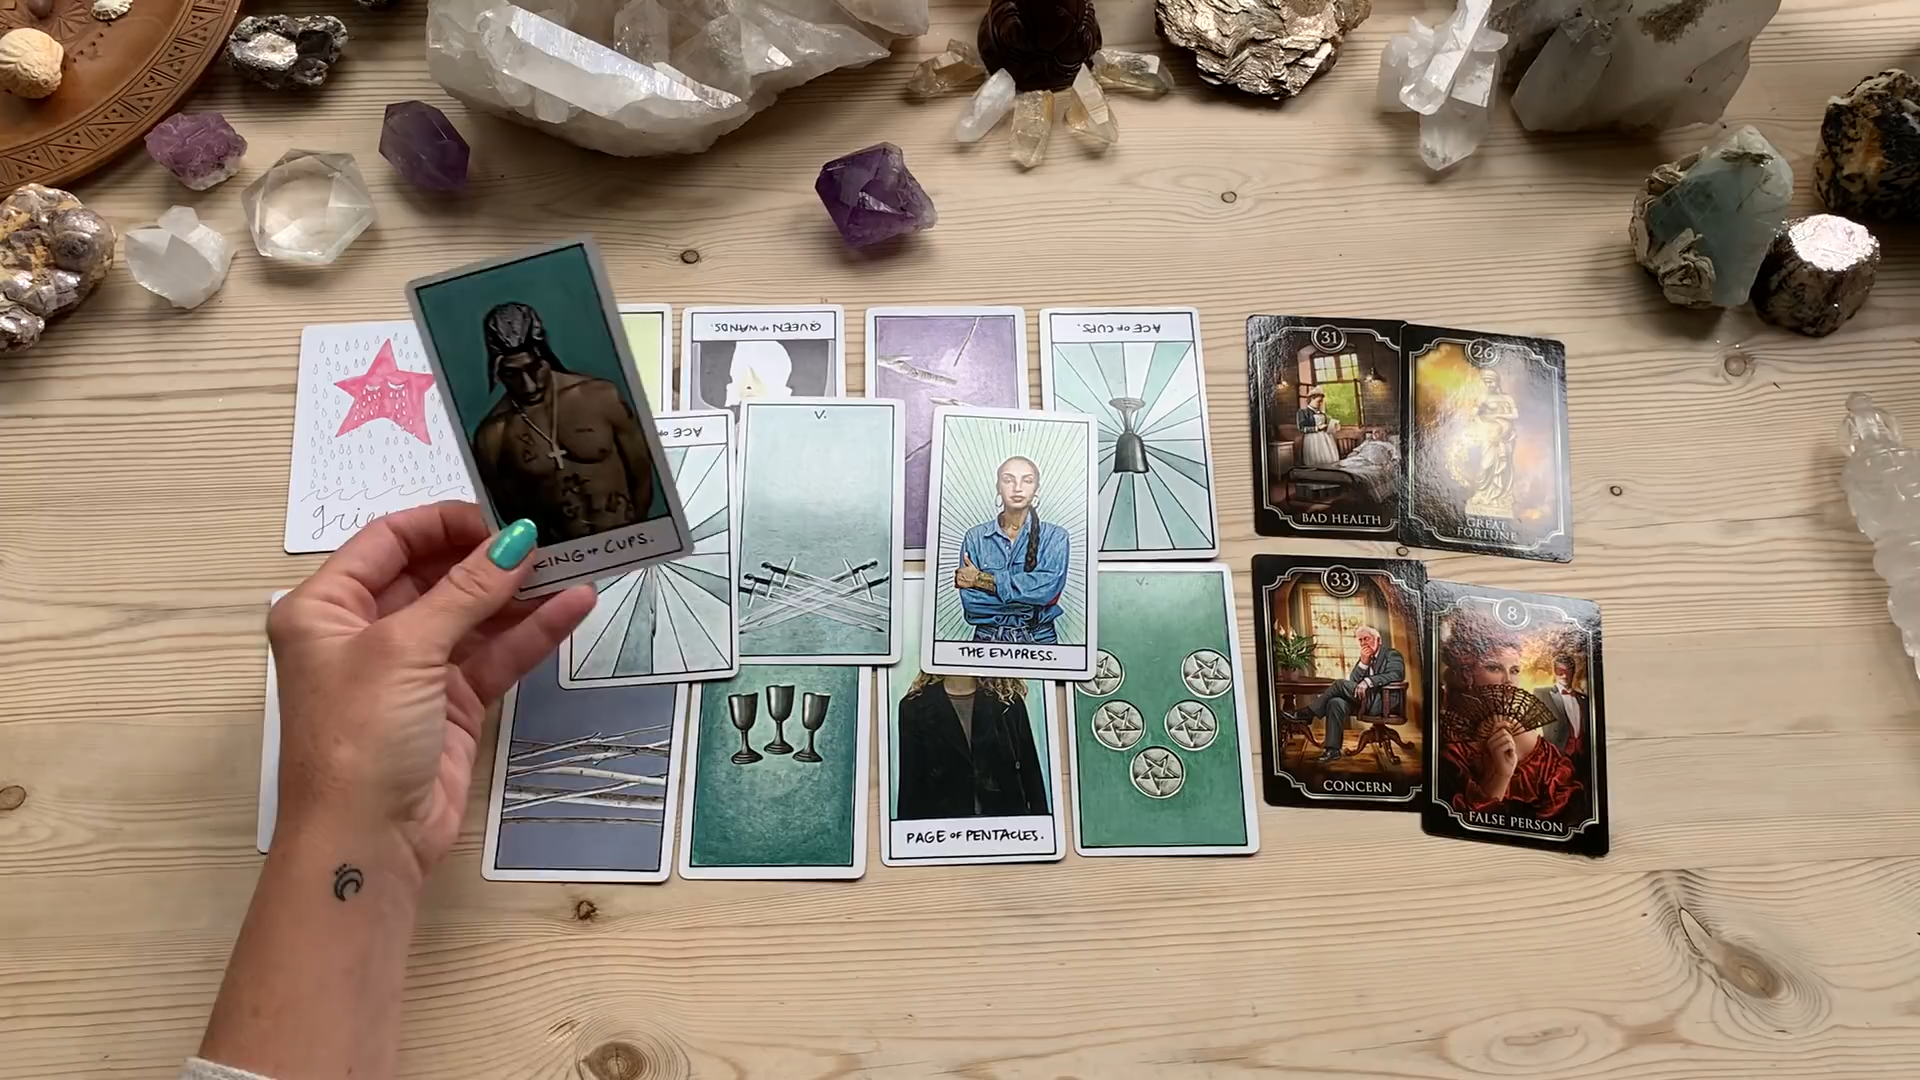 QUEEN OF WANDS.
ACE OF CUPS.
31
BAD HEALTH
26
GREAT
FORTUNE
KING OF CUPS.
ACE OF
V.
III.
THE EMPRESS.
V.
PAGE OF PENTACLES.
33
CONCERN
8
FALSE PERSON